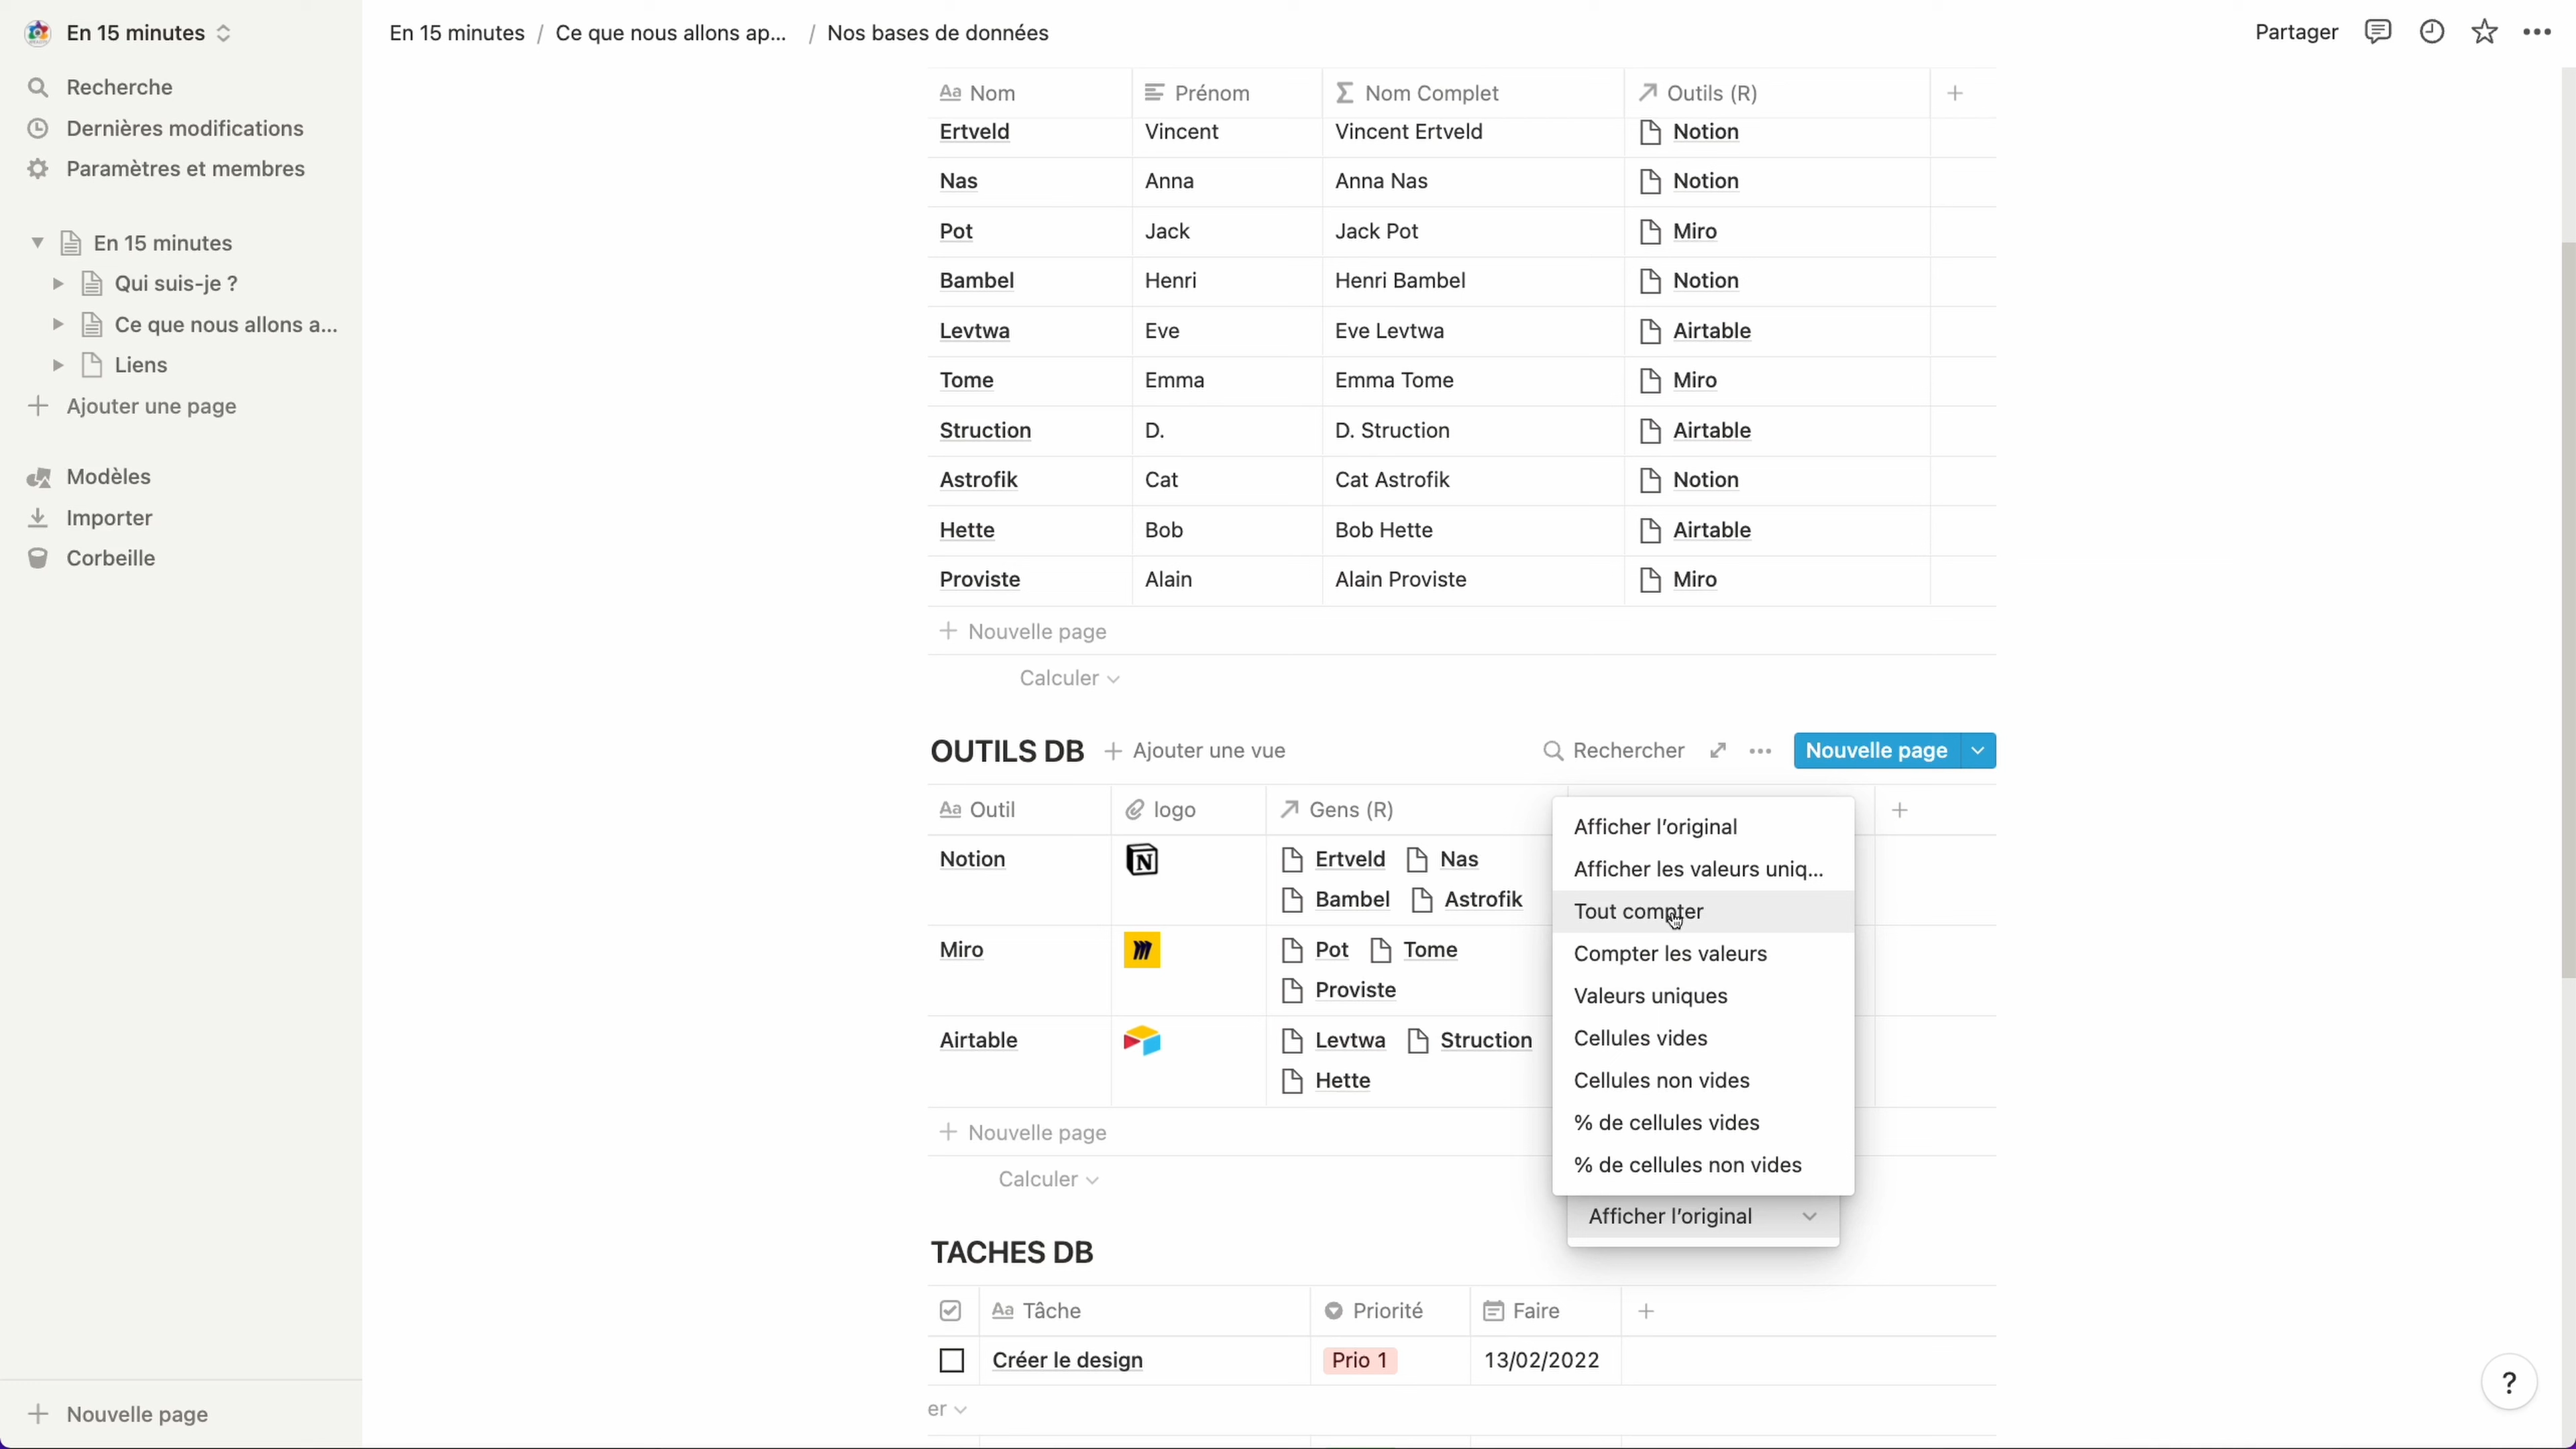 En 15 minutes
Recherche
Dernières modifications
Paramètres et membres
En 15 minutes
Qui suis-je ?
Ce que nous allons a...
Liens
Ajouter une page
Modèles
Importer
Corbeille
Nouvelle page
En 15 minutes / Ce que nous allons ap... / Nos bases de données
Partager
Aa Nom Prénom Σ Nom Complet Outils (R) +
Ertveld Vincent Vincent Ertveld Notion
Nas Anna Anna Nas Notion
Pot Jack Jack Pot Miro
Bambel Henri Henri Bambel Notion
Levtwa Eve Eve Levtwa Airtable
Tome Emma Emma Tome Miro
Struction D. D. Struction Airtable
Astrofik Cat Cat Astrofik Notion
Hette Bob Bob Hette Airtable
Proviste Alain Alain Proviste Miro
+ Nouvelle page
Calculer
OUTILS DB + Ajouter une vue Rechercher Nouvelle page
Aa Outil logo Gens (R) +
Notion N Ertveld Nas
Bambel Astrofik
Miro Pot Tome
Proviste
Airtable Levtwa Struction
Hette
+ Nouvelle page
Calculer
Afficher l'original
Afficher les valeurs uniq...
Tout compter
Compter les valeurs
Valeurs uniques
Cellules vides
Cellules non vides
% de cellules vides
% de cellules non vides
Afficher l'original
TACHES DB
Aa Tâche Priorité Faire +
Créer le design Prio 1 13/02/2022
er
?